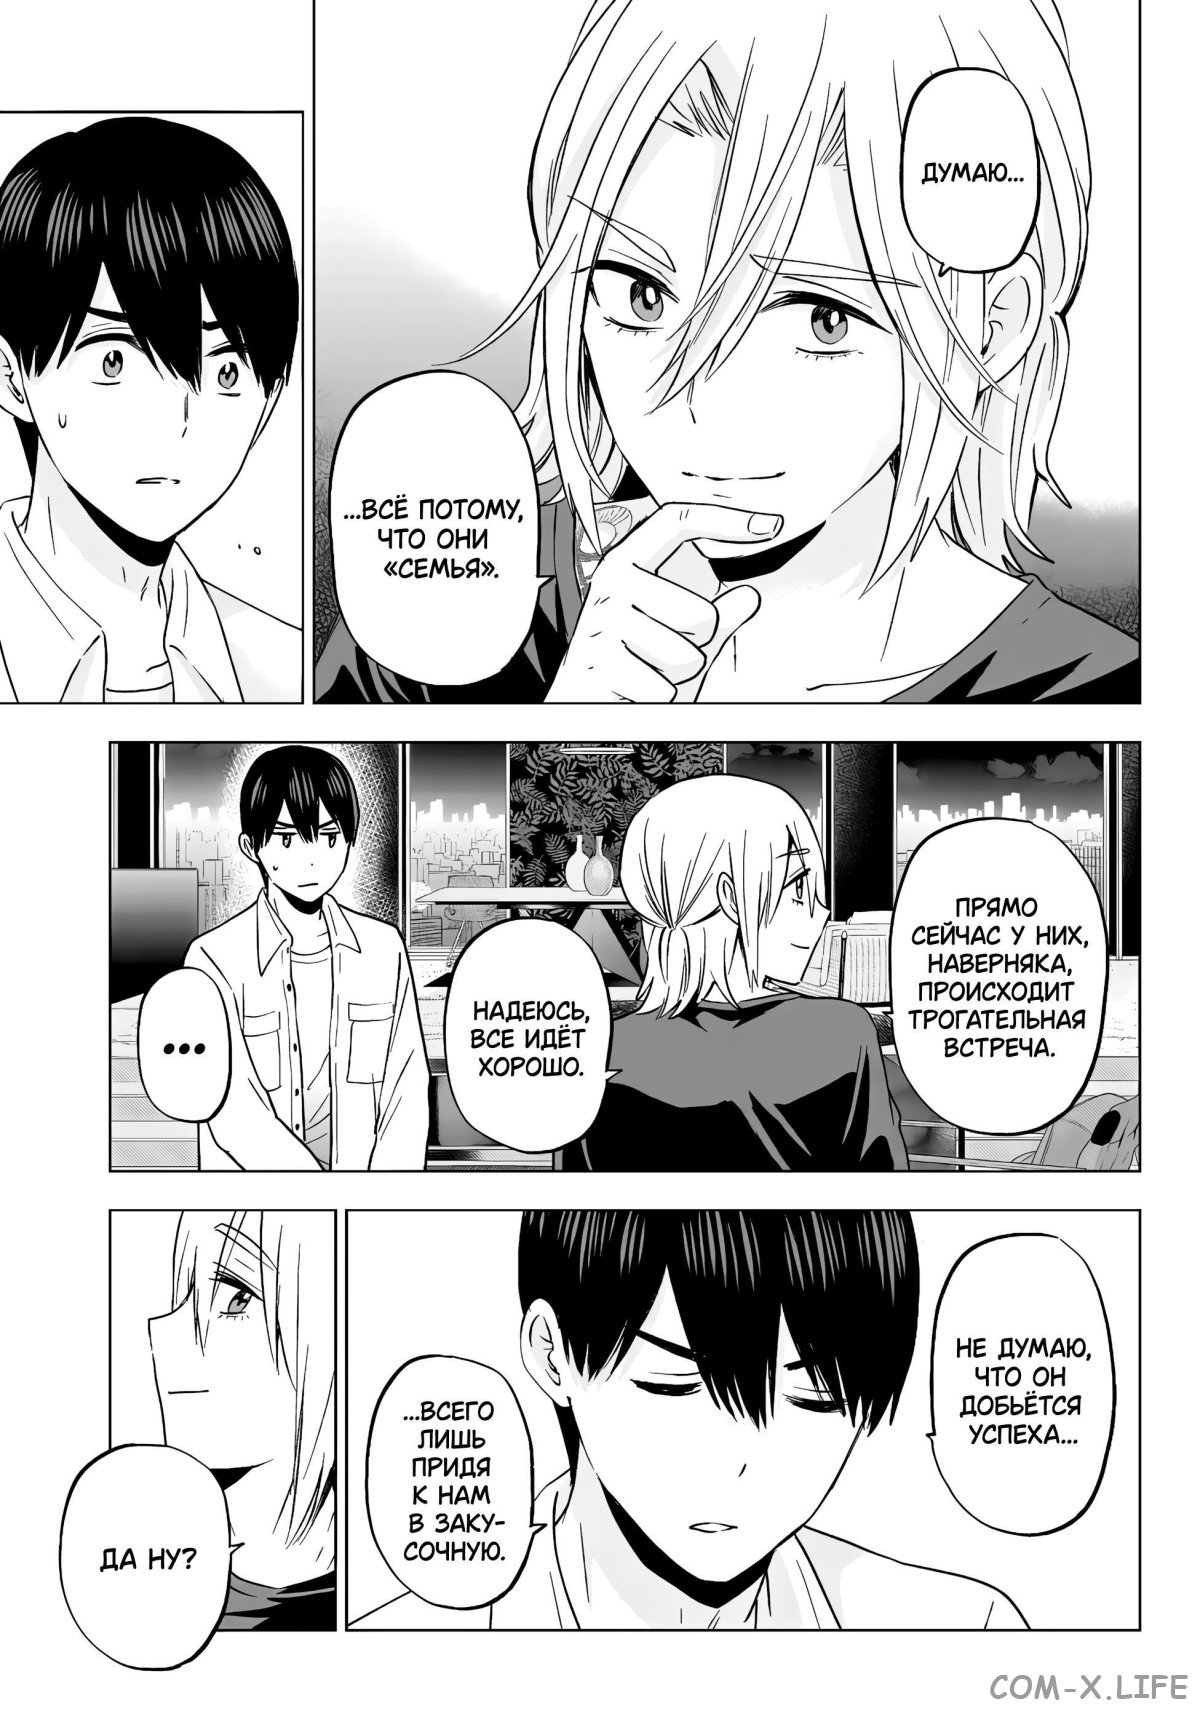 ДУМАЮ...
...ВСЁ ПОТОМУ,
ЧТО ОНИ
«СЕМЬЯ».
ПРЯМО
СЕЙЧАС У НИХ,
НАВЕРНЯКА,
ПРОИСХОДИТ
ТРОГАТЕЛЬНАЯ
ВСТРЕЧА.
НАДЕЮСЬ,
ВСЕ ИДЁТ
ХОРОШО.
...
НЕ ДУМАЮ,
ЧТО ОН
ДОБЬЁТСЯ
УСПЕХА...
...ВСЕГО
ЛИШЬ
ПРИДЯ
К НАМ
В ЗАКУ-
СОЧНУЮ.
ДА НУ?
COM-X.LIFE